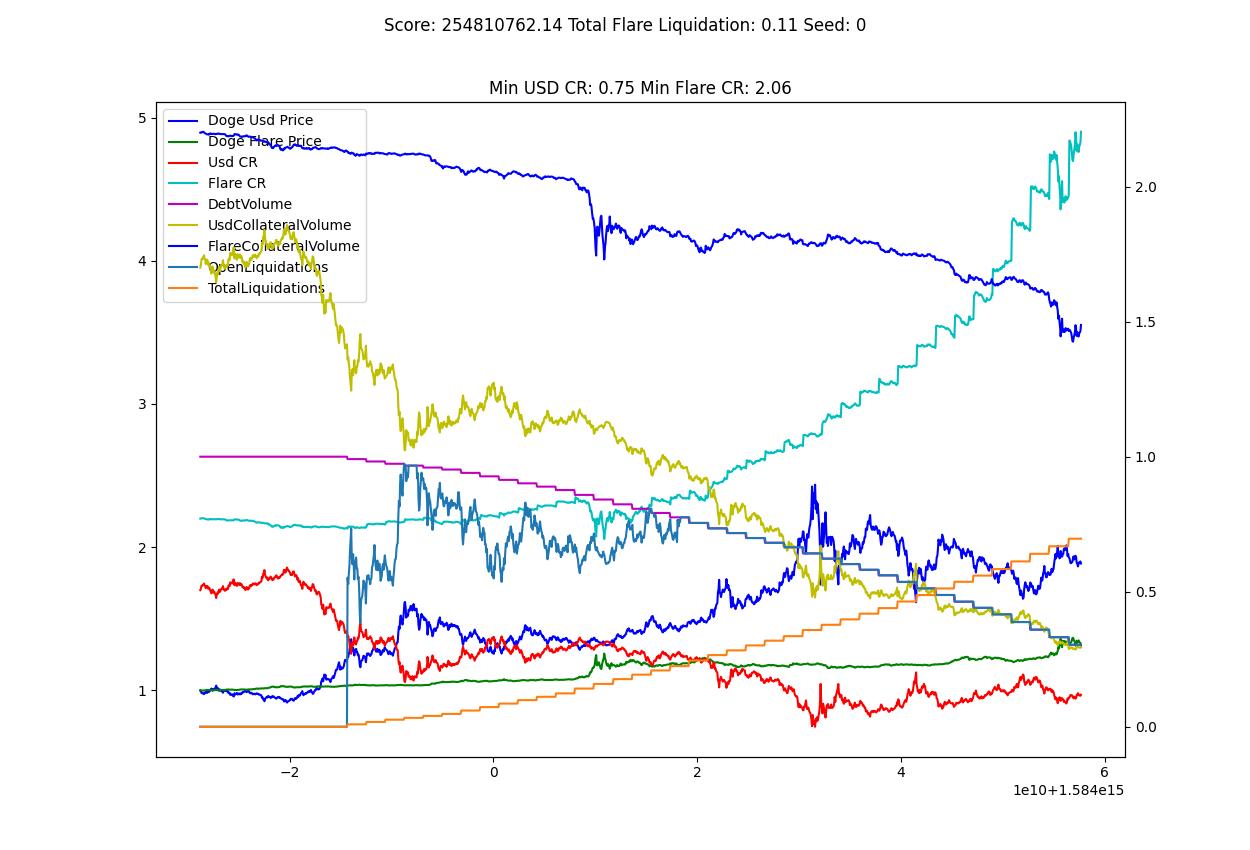 Score: 254810762.14 Total Flare Liquidation: 0.11 Seed: 0
Min USD CR: 0.75 Min Flare CR: 2.06
Doge Usd Price
Doge Flare Price
Usd CR
Flare CR
DebtVolume
UsdCollateralVolume
FlareCollateralVolume
OpenLiquidations
TotalLiquidations
5
4
3
2
1
2.0
1.5
1.0
0.5
0.0
−2
0
2
4
6
1e10+1.584e15